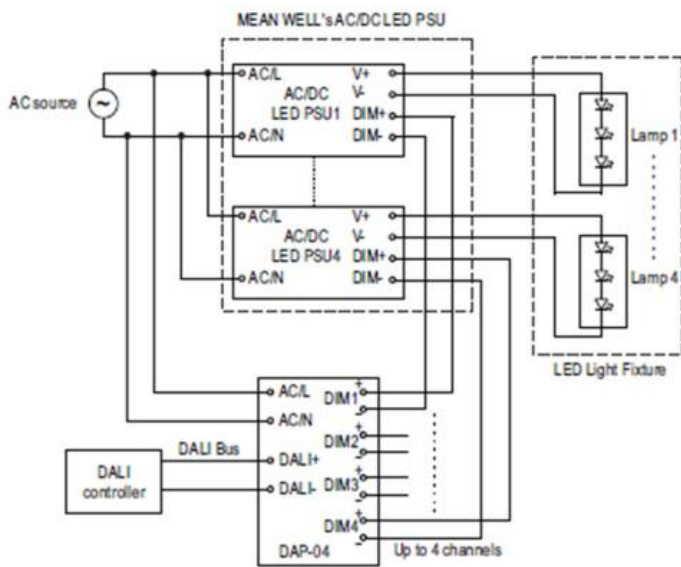 MEAN WELL's AC/DC LED PSU
AC source
~
AC/L
AC/DC
LED PSU1
AC/N
V+
V-
DIM+
DIM-
Lamp 1
AC/L
AC/DC
LED PSU4
AC/N
V+
V-
DIM+
DIM-
Lamp 4
LED Light Fixture
DALI
controller
DALI Bus
AC/L
AC/N
DALI+
DALI-
DIM1
+
-
DIM2
+
-
DIM3
+
-
DIM4
+
-
DAP-04
Up to 4 channels